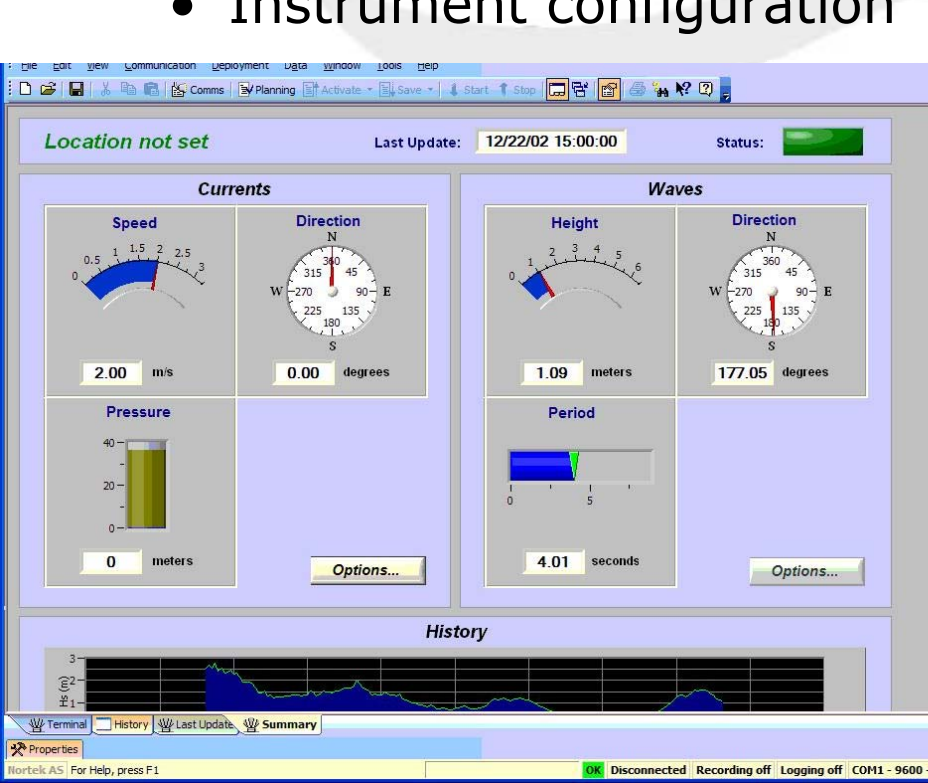 • Instrument configuration
File Edit View Communication Deployment Data Window Tools Help
Comms Planning Activate Save Start Stop
Location not set Last Update: 12/22/02 15:00:00 Status:
Currents
Speed
0 0.5 1 1.5 2 2.5 3
2.00 m/s
Direction
N
360
315 45
W 270 90 E
225 135
180
S
0.00 degrees
Pressure
40
20
0
0 meters
Options...
Waves
Height
0 1 2 3 4 5 6
1.09 meters
Direction
N
360
315 45
W 270 90 E
225 135
180
S
177.05 degrees
Period
0 5
4.01 seconds
Options...
History
3
2
1
Hs (m)
Terminal History Last Update Summary
Properties
Nortek AS For Help, press F1 OK Disconnected Recording off Logging off COM1 - 9600 -